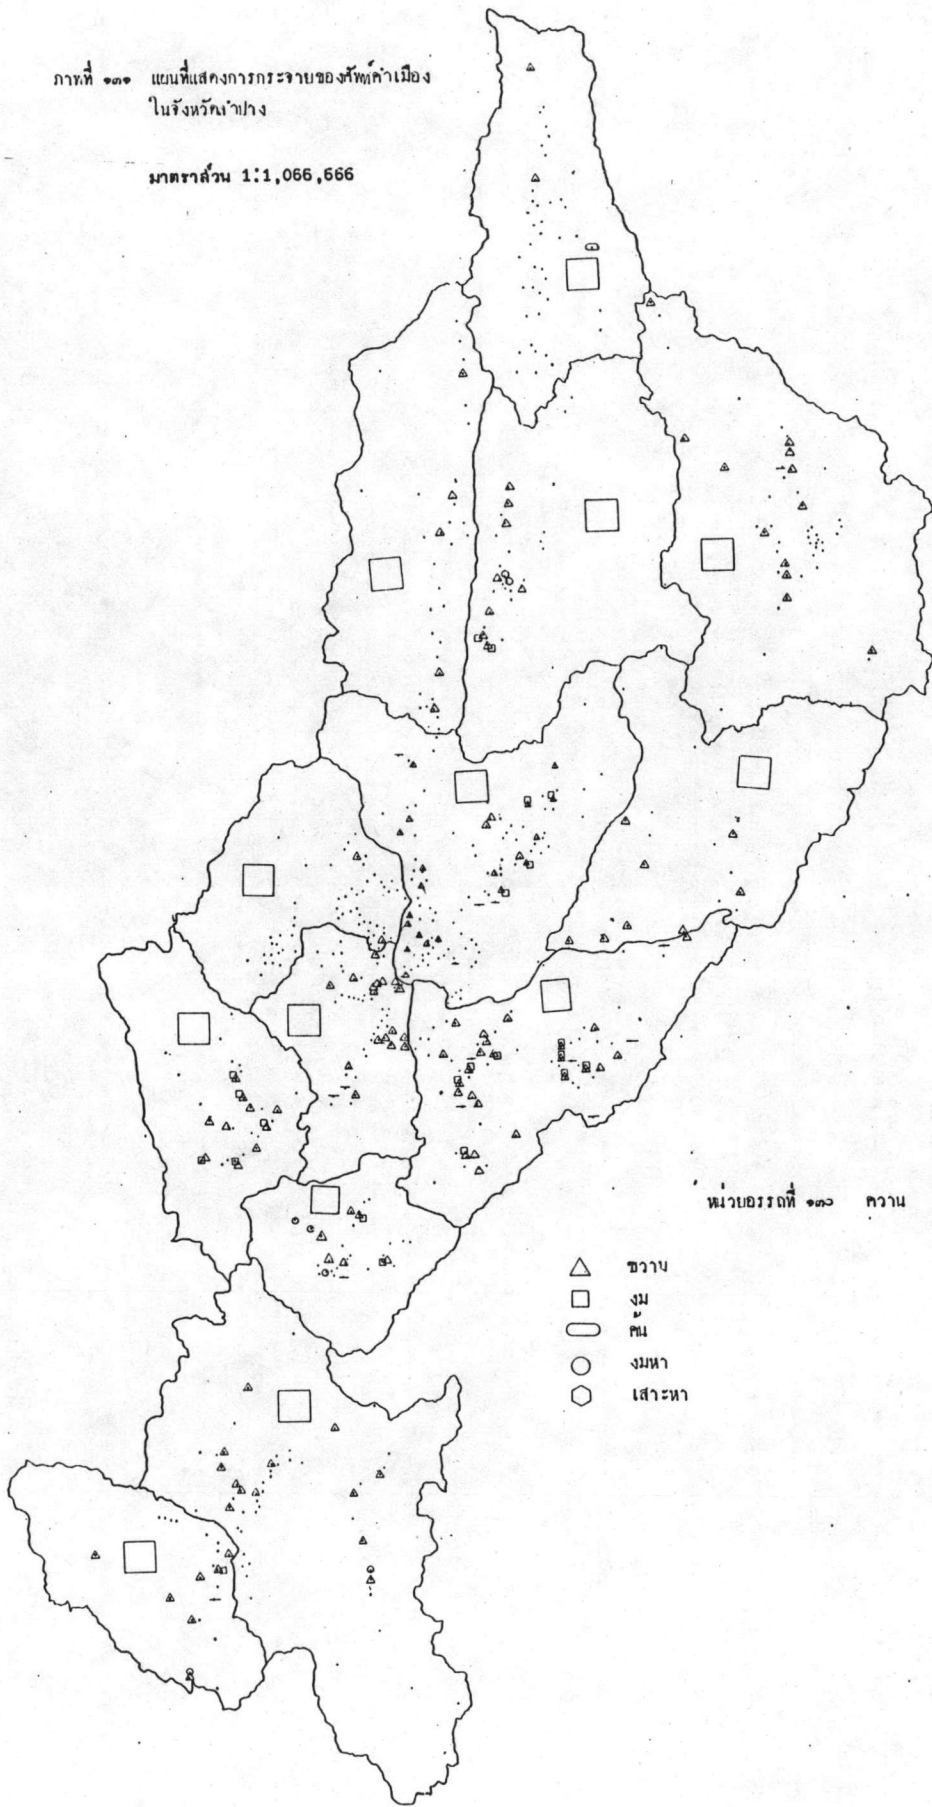 ภาพที่ ๑๓๑ แผนที่แสดงการกระจายของศัพท์คำเมือง
ในจังหวัดลำปาง
มาตราส่วน 1:1,066,666
หน่วยอรรถที่ ควาน
ขวาน
งม
ค้น
งมหา
เสาะหา